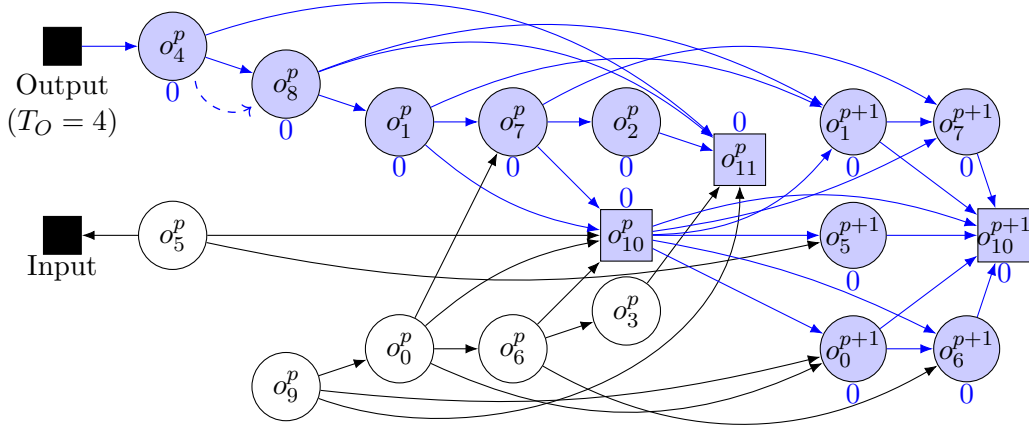 Output
(T_O = 4)
o_4^p
0
o_8^p
0
o_1^p
0
o_7^p
0
o_2^p
0
0
o_11^p
o_1^{p+1}
0
o_7^{p+1}
0
Input
o_5^p
0
o_10^p
o_5^{p+1}
0
o_10^{p+1}
0
o_9^p
o_0^p
o_6^p
o_3^p
o_0^{p+1}
0
o_6^{p+1}
0